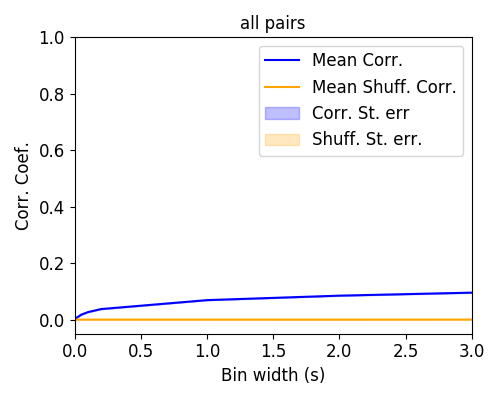 all pairs
1.0
0.8
0.6
0.4
0.2
0.0
Corr. Coef.
Mean Corr.
Mean Shuff. Corr.
Corr. St. err
Shuff. St. err.
0.0 0.5 1.0 1.5 2.0 2.5 3.0
Bin width (s)